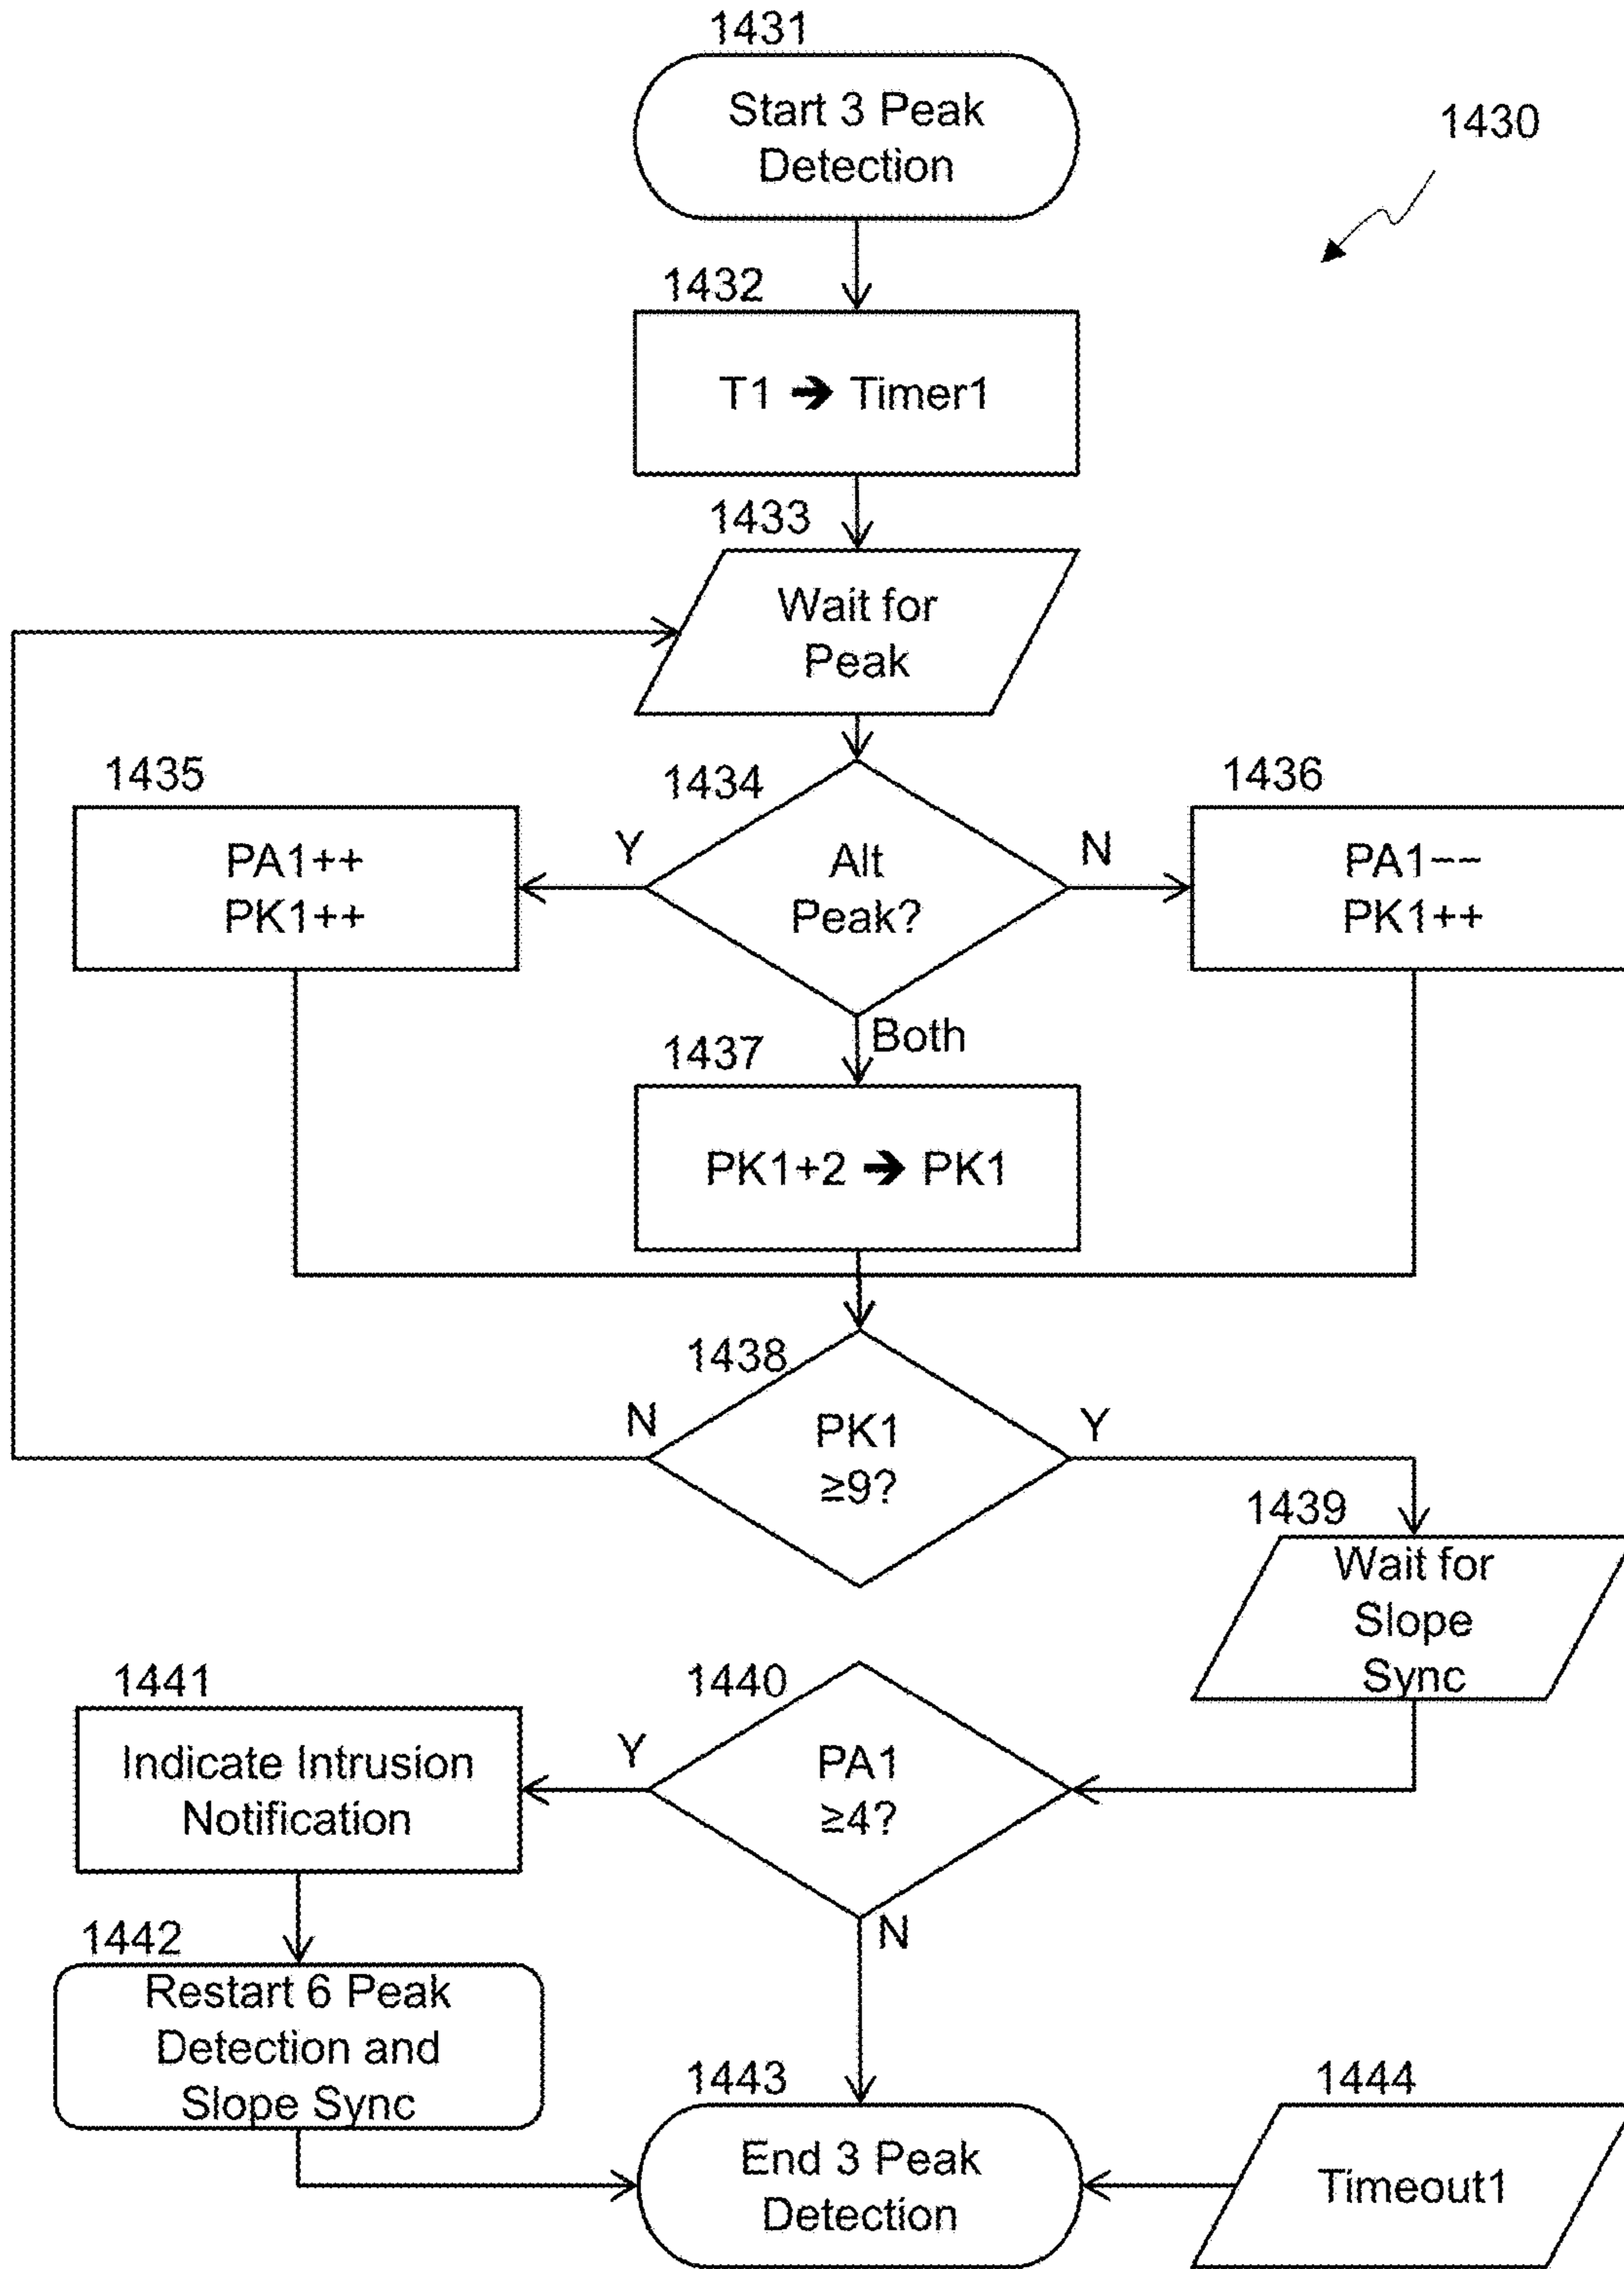 1431
Start 3 Peak
Detection
1430
1432
T1 ➔ Timer1
1433
Wait for
Peak
1435
PA1++
PK1++
1434
Y
Alt
Peak?
N
1436
PA1−−
PK1++
Both
1437
PK1+2 ➔ PK1
1438
N
PK1
≥9?
Y
1439
Wait for
Slope
Sync
1440
PA1
≥4?
Y
N
1441
Indicate Intrusion
Notification
1442
Restart 6 Peak
Detection and
Slope Sync
1443
End 3 Peak
Detection
1444
Timeout1